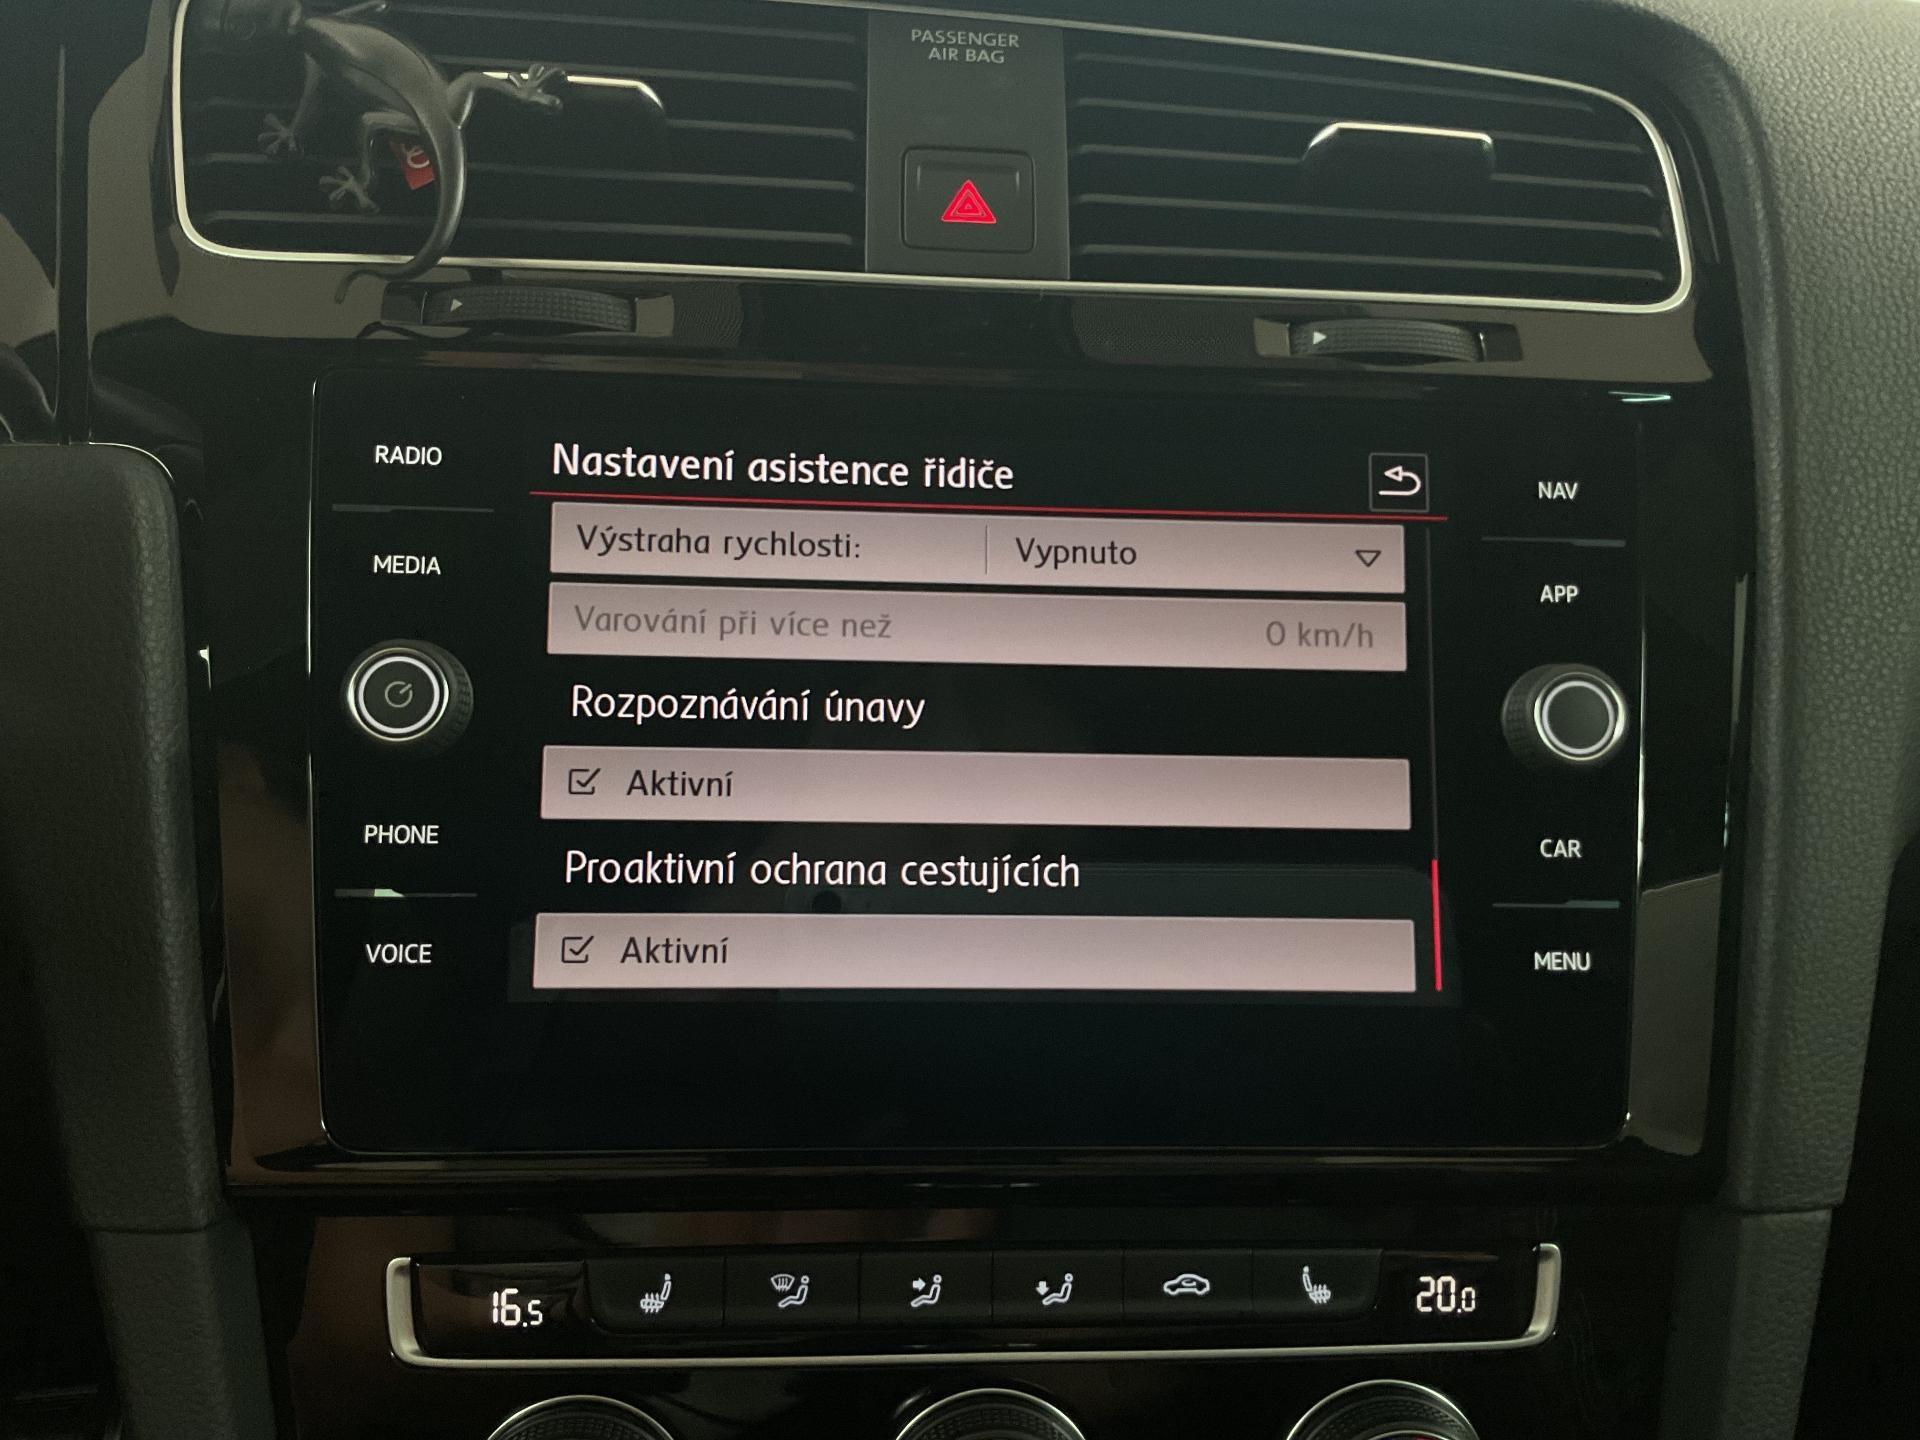 PASSENGER
AIR BAG
RADIO
MEDIA
PHONE
VOICE
Nastavení asistence řidiče
Výstraha rychlosti: Vypnuto
Varování při více než 0 km/h
Rozpoznávání únavy
Aktivní
Proaktivní ochrana cestujících
Aktivní
NAV
APP
CAR
MENU
16.5
20.0